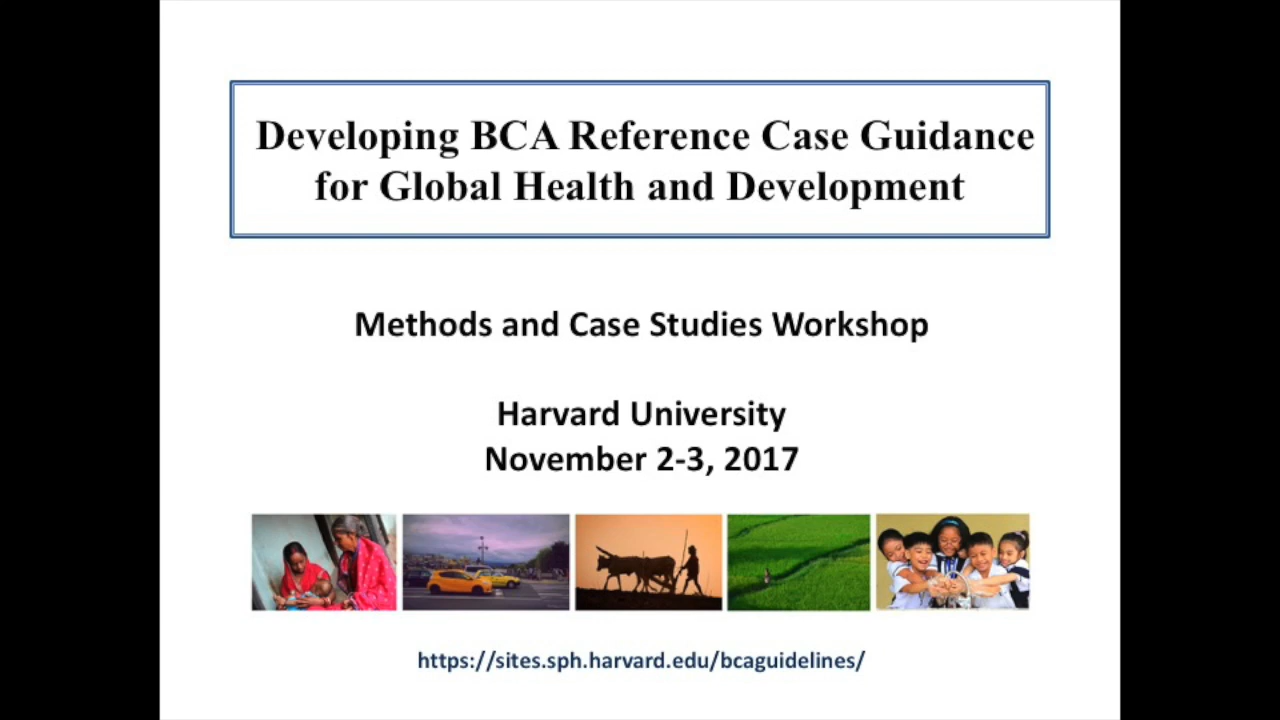 Developing BCA Reference Case Guidance
for Global Health and Development
Methods and Case Studies Workshop
Harvard University
November 2-3, 2017
https://sites.sph.harvard.edu/bcaguidelines/